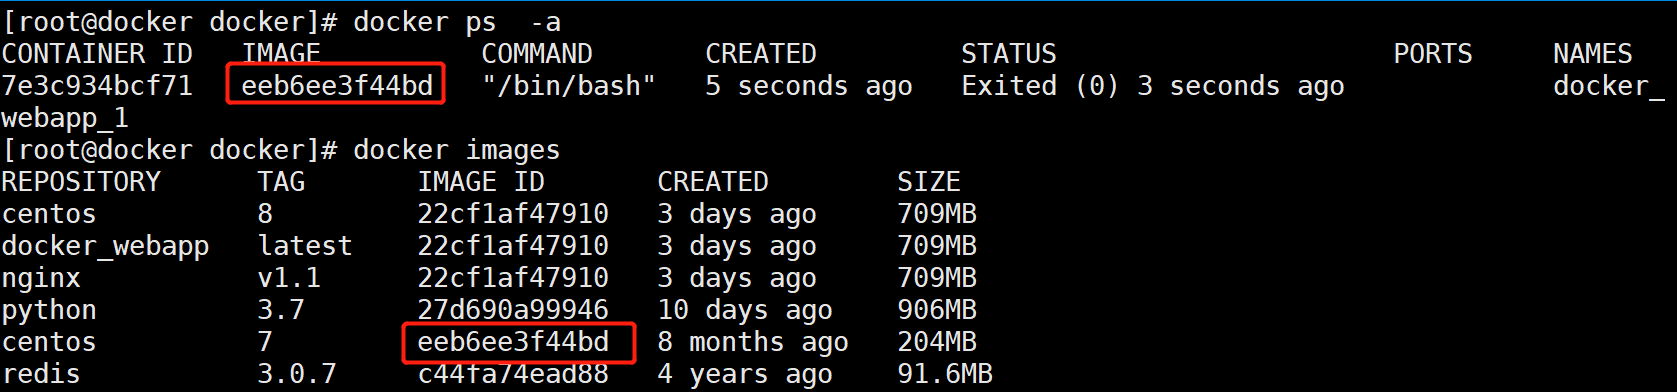 [root@docker docker]# docker ps  -a
CONTAINER ID   IMAGE          COMMAND       CREATED         STATUS                     PORTS     NAMES
7e3c934bcf71   eeb6ee3f44bd   "/bin/bash"   5 seconds ago   Exited (0) 3 seconds ago             docker_
webapp_1
[root@docker docker]# docker images
REPOSITORY      TAG       IMAGE ID       CREATED        SIZE
centos          8         22cf1af47910   3 days ago     709MB
docker_webapp   latest    22cf1af47910   3 days ago     709MB
nginx           v1.1      22cf1af47910   3 days ago     709MB
python          3.7       27d690a99946   10 days ago    906MB
centos          7         eeb6ee3f44bd   8 months ago   204MB
redis           3.0.7     c44fa74ead88   4 years ago    91.6MB